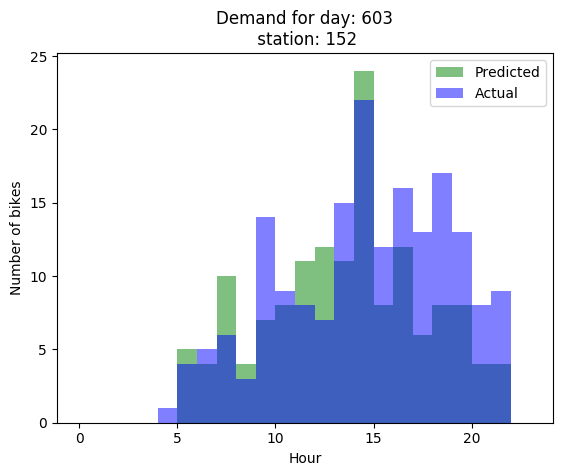 Demand for day: 603
station: 152
25
20
15
10
5
0
Number of bikes
Predicted
Actual
0
5
10
15
20
Hour